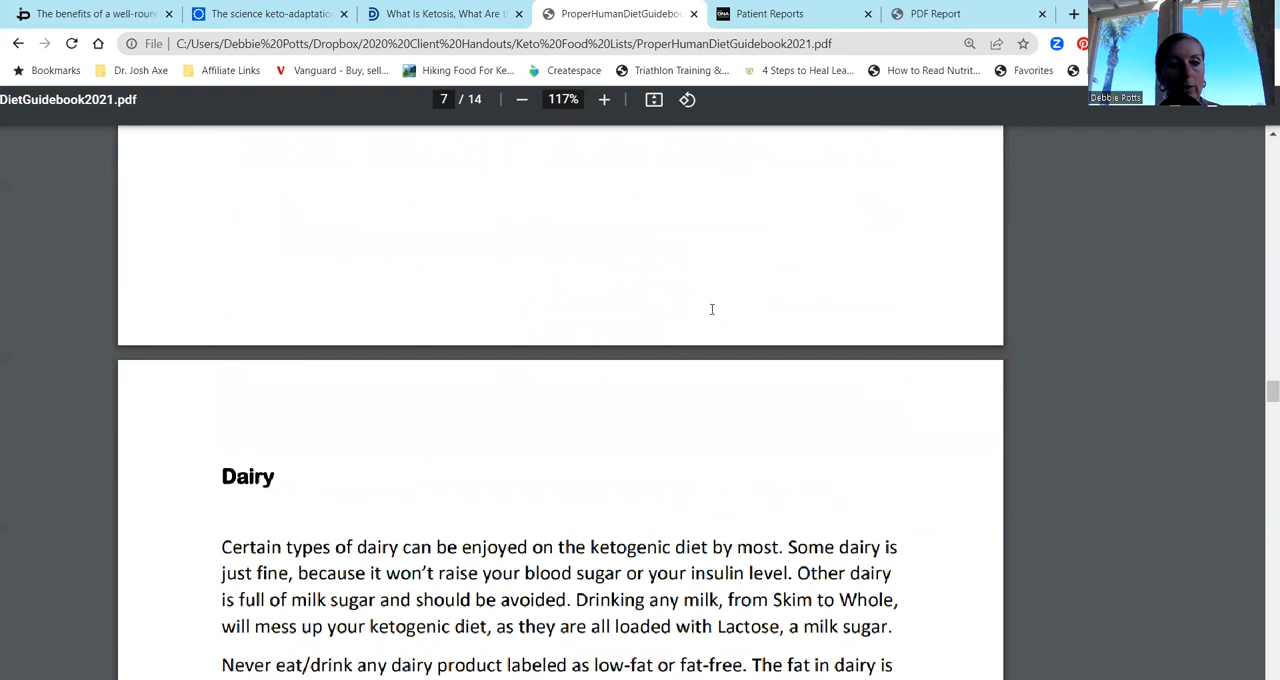 The benefits of a well-roun
The science keto-adaptatio
What Is Ketosis, What Are th
ProperHumanDietGuideboo
Patient Reports
PDF Report
File
C:/Users/Debbie%20Potts/Dropbox/2020%20Client%20Handouts/Keto%20Food%20Lists/ProperHumanDietGuidebook2021.pdf
Bookmarks
Dr. Josh Axe
Affiliate Links
Vanguard - Buy, sell...
Hiking Food For Ke...
Createspace
Triathlon Training &...
4 Steps to Heal Lea...
How to Read Nutrit...
Favorites
Debbie Potts
DietGuidebook2021.pdf
7 / 14
117%
Dairy
Certain types of dairy can be enjoyed on the ketogenic diet by most. Some dairy is
just fine, because it won't raise your blood sugar or your insulin level. Other dairy
is full of milk sugar and should be avoided. Drinking any milk, from Skim to Whole,
will mess up your ketogenic diet, as they are all loaded with Lactose, a milk sugar.
Never eat/drink any dairy product labeled as low-fat or fat-free. The fat in dairy is